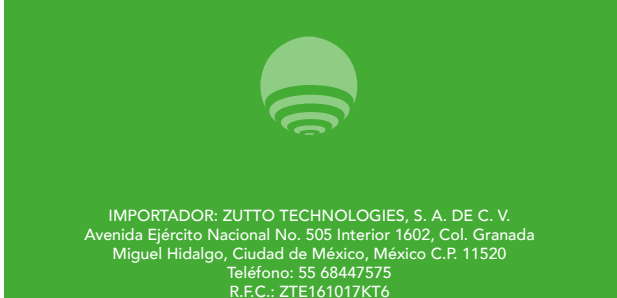 IMPORTADOR: ZUTTO TECHNOLOGIES, S. A. DE C. V.
Avenida Ejército Nacional No. 505 Interior 1602, Col. Granada
Miguel Hidalgo, Ciudad de México, México C.P. 11520
Teléfono: 55 68447575
R.F.C.: ZTE161017KT6